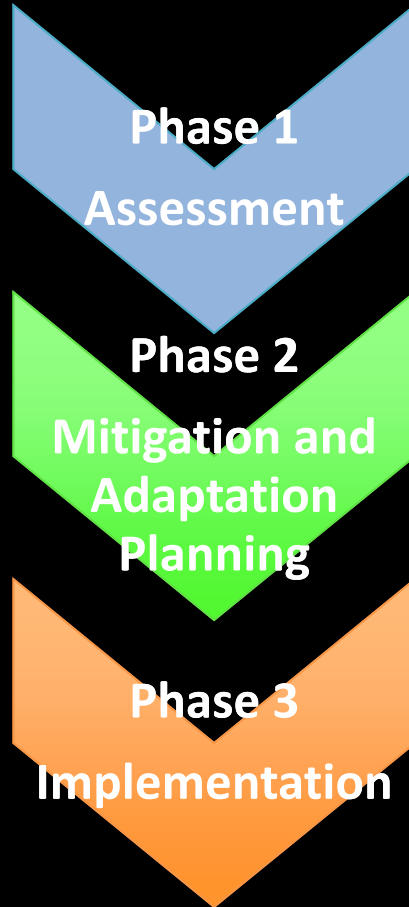 Phase 1
Assessment
Phase 2
Mitigation and
Adaptation
Planning
Phase 3
Implementation